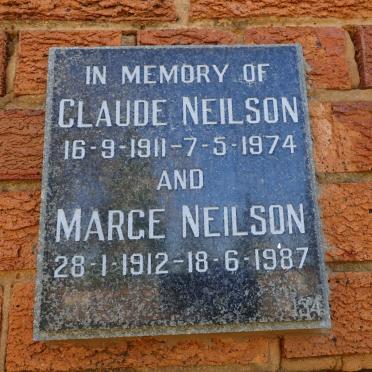 IN MEMORY OF
CLAUDE NEILSON
16-9-1911-7-5-1974
AND
MARGE NEILSON
28-1-1912-18-6-1987